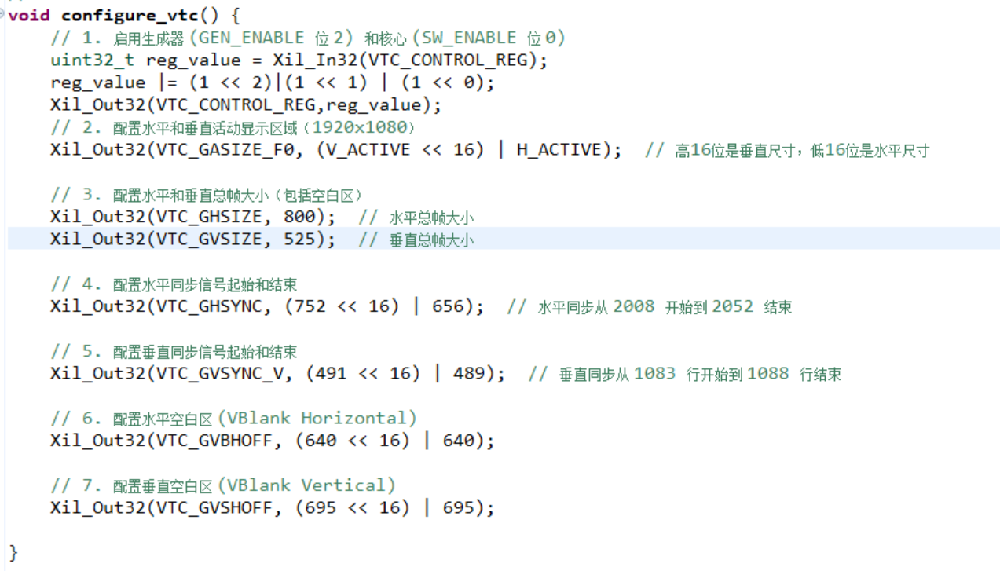 void configure_vtc() {
// 1. 启用生成器(GEN_ENABLE 位2) 和核心(SW_ENABLE 位0)
uint32_t reg_value = Xil_In32(VTC_CONTROL_REG);
reg_value |= (1 << 2)|(1 << 1) | (1 << 0);
Xil_Out32(VTC_CONTROL_REG,reg_value);
// 2. 配置水平和垂直活动显示区域（1920x1080）
Xil_Out32(VTC_GASIZE_F0, (V_ACTIVE << 16) | H_ACTIVE);  // 高16位是垂直尺寸，低16位是水平尺寸
// 3. 配置水平和垂直总帧大小（包括空白区）
Xil_Out32(VTC_GHSIZE, 800);  // 水平总帧大小
Xil_Out32(VTC_GVSIZE, 525);  // 垂直总帧大小
// 4. 配置水平同步信号起始和结束
Xil_Out32(VTC_GHSYNC, (752 << 16) | 656);  // 水平同步从 2008 开始到 2052 结束
// 5. 配置垂直同步信号起始和结束
Xil_Out32(VTC_GVSYNC_V, (491 << 16) | 489);  // 垂直同步从 1083 行开始到 1088 行结束
// 6. 配置水平空白区(VBlank Horizontal)
Xil_Out32(VTC_GVBHOFF, (640 << 16) | 640);
// 7. 配置垂直空白区(VBlank Vertical)
Xil_Out32(VTC_GVSHOFF, (695 << 16) | 695);
}